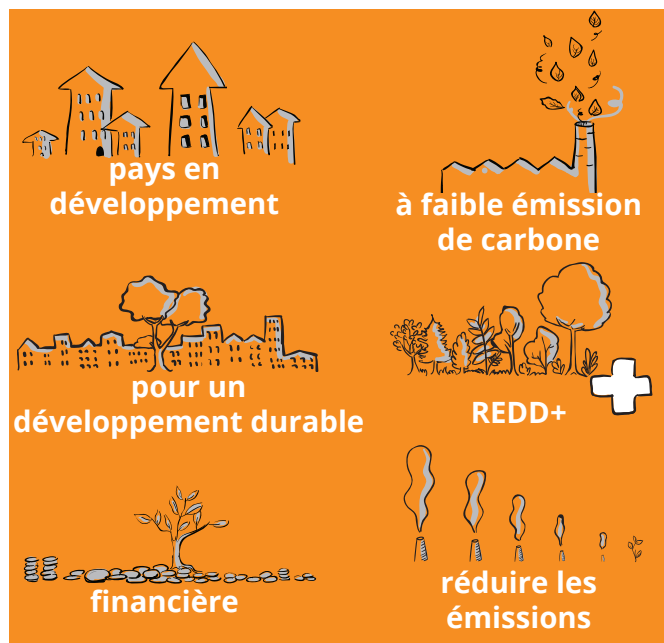 pays en
développement
à faible émission
de carbone
pour un
développement durable
REDD+
financière
réduire les
émissions